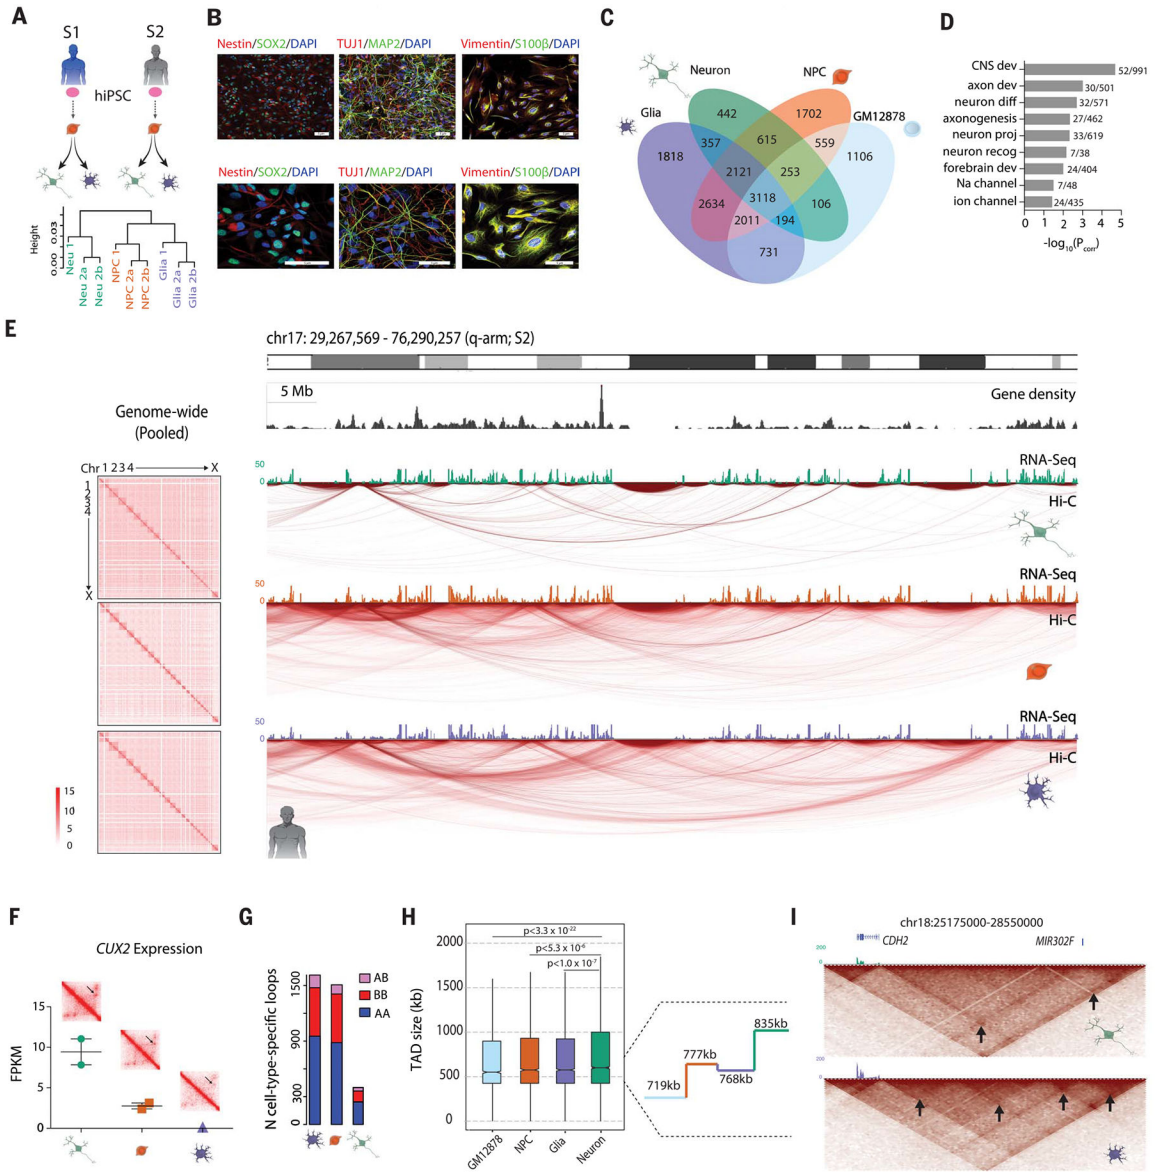 A
S1
S2
hiPSC
Height
0.00 0.03
Neu 1
Neu 2a
Neu 2b
NPC 1
NPC 2a
NPC 2b
Glia 1
Glia 2a
Glia 2b
B
Nestin/SOX2/DAPI
TUJ1/MAP2/DAPI
Vimentin/S100β/DAPI
Nestin/SOX2/DAPI
TUJ1/MAP2/DAPI
Vimentin/S100β/DAPI
C
Neuron
NPC
Glia
GM12878
442
1702
357
615
559
1818
1106
2121
253
2634
3118
106
2011
194
731
D
CNS dev 52/991
axon dev 30/501
neuron diff 32/571
axonogenesis 27/462
neuron proj 33/619
neuron recog 7/38
forebrain dev 24/404
Na channel 7/48
ion channel 24/435
0 1 2 3 4 5
-log10(Pcorr)
E
chr17: 29,267,569 - 76,290,257 (q-arm; S2)
5 Mb
Gene density
Genome-wide
(Pooled)
Chr 1 2 3 4 X
1
2
3
4
X
15
10
5
0
50
0
RNA-Seq
Hi-C
50
0
RNA-Seq
Hi-C
50
0
RNA-Seq
Hi-C
F
CUX2 Expression
FPKM
15
10
5
0
G
N cell-type-specific loops
1500
900
300
0
AB
BB
AA
H
TAD size (kb)
2000
1500
1000
500
0
p<3.3 x 10-22
p<5.3 x 10-6
p<1.0 x 10-7
GM12878
NPC
Glia
Neuron
719kb
777kb
768kb
835kb
I
chr18:25175000-28550000
CDH2
MIR302F
200
0
200
0